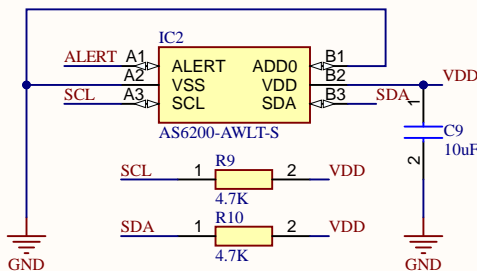 IC2
ALERT A1 ALERT ADD0 B1
A2 VSS VDD B2 VDD
SCL A3 SCL SDA B3 SDA
AS6200-AWLT-S
1
C9
10uF
2
SCL 1 R9 2 VDD
4.7K
SDA 1 R10 2 VDD
4.7K
GND GND